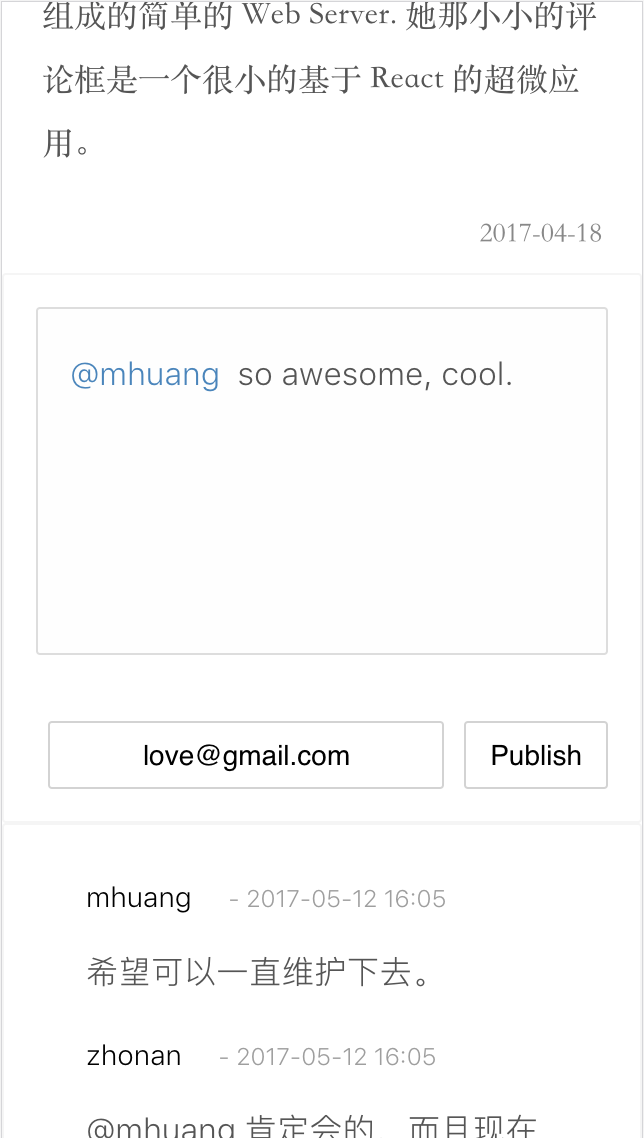 组成的简单的 Web Server. 她那小小的评
论框是一个很小的基于 React 的超微应
用。
2017-04-18
@mhuang so awesome, cool.
love@gmail.com
Publish
mhuang - 2017-05-12 16:05
希望可以一直维护下去。
zhonan - 2017-05-12 16:05
@mhuang 肯定会的，而且现在